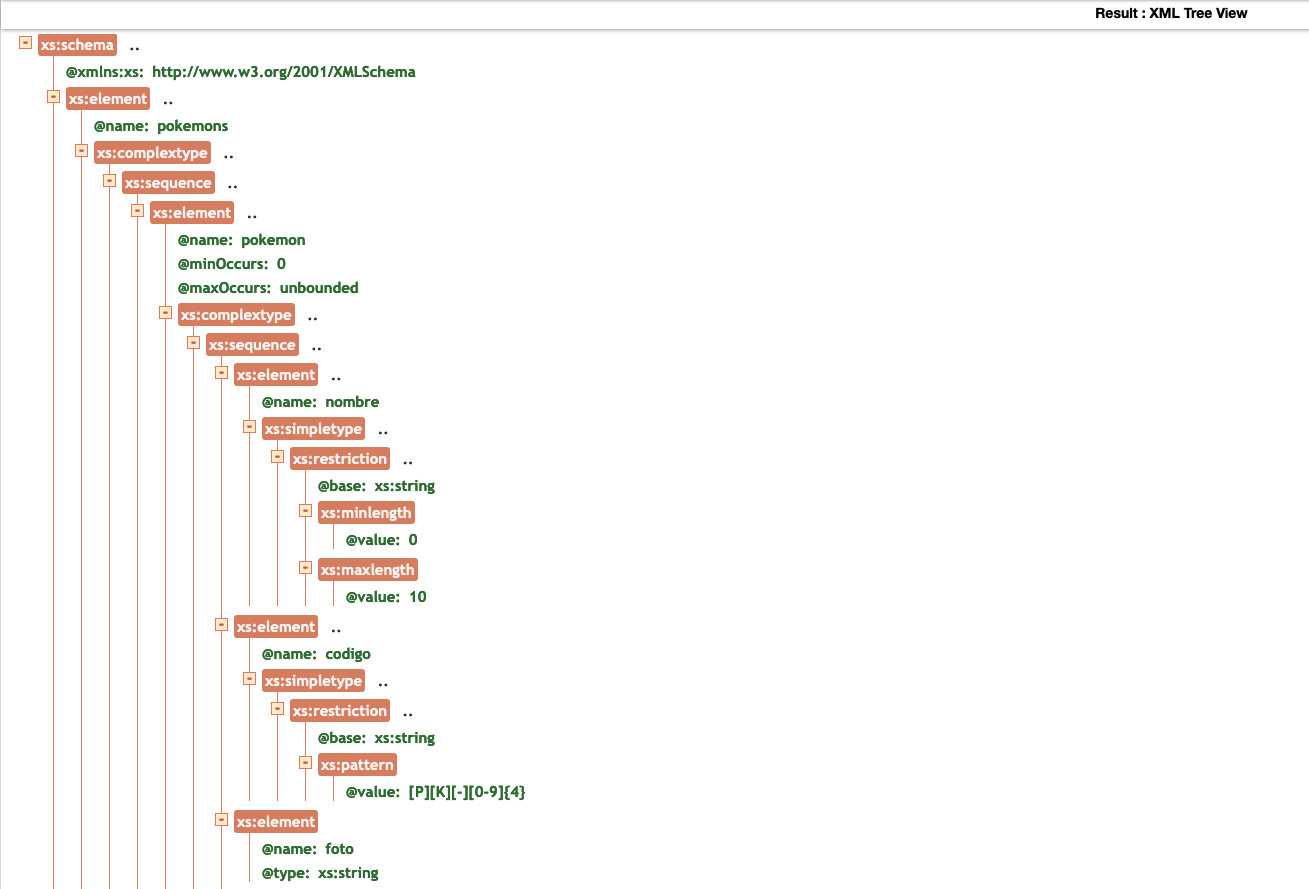 Result : XML Tree View
xs:schema ..
@xmlns:xs: http://www.w3.org/2001/XMLSchema
xs:element ..
@name: pokemons
xs:complextype ..
xs:sequence ..
xs:element ..
@name: pokemon
@minOccurs: 0
@maxOccurs: unbounded
xs:complextype ..
xs:sequence ..
xs:element ..
@name: nombre
xs:simpletype ..
xs:restriction ..
@base: xs:string
xs:minlength
@value: 0
xs:maxlength
@value: 10
xs:element ..
@name: codigo
xs:simpletype ..
xs:restriction ..
@base: xs:string
xs:pattern
@value: [P][K][-][0-9]{4}
xs:element
@name: foto
@type: xs:string